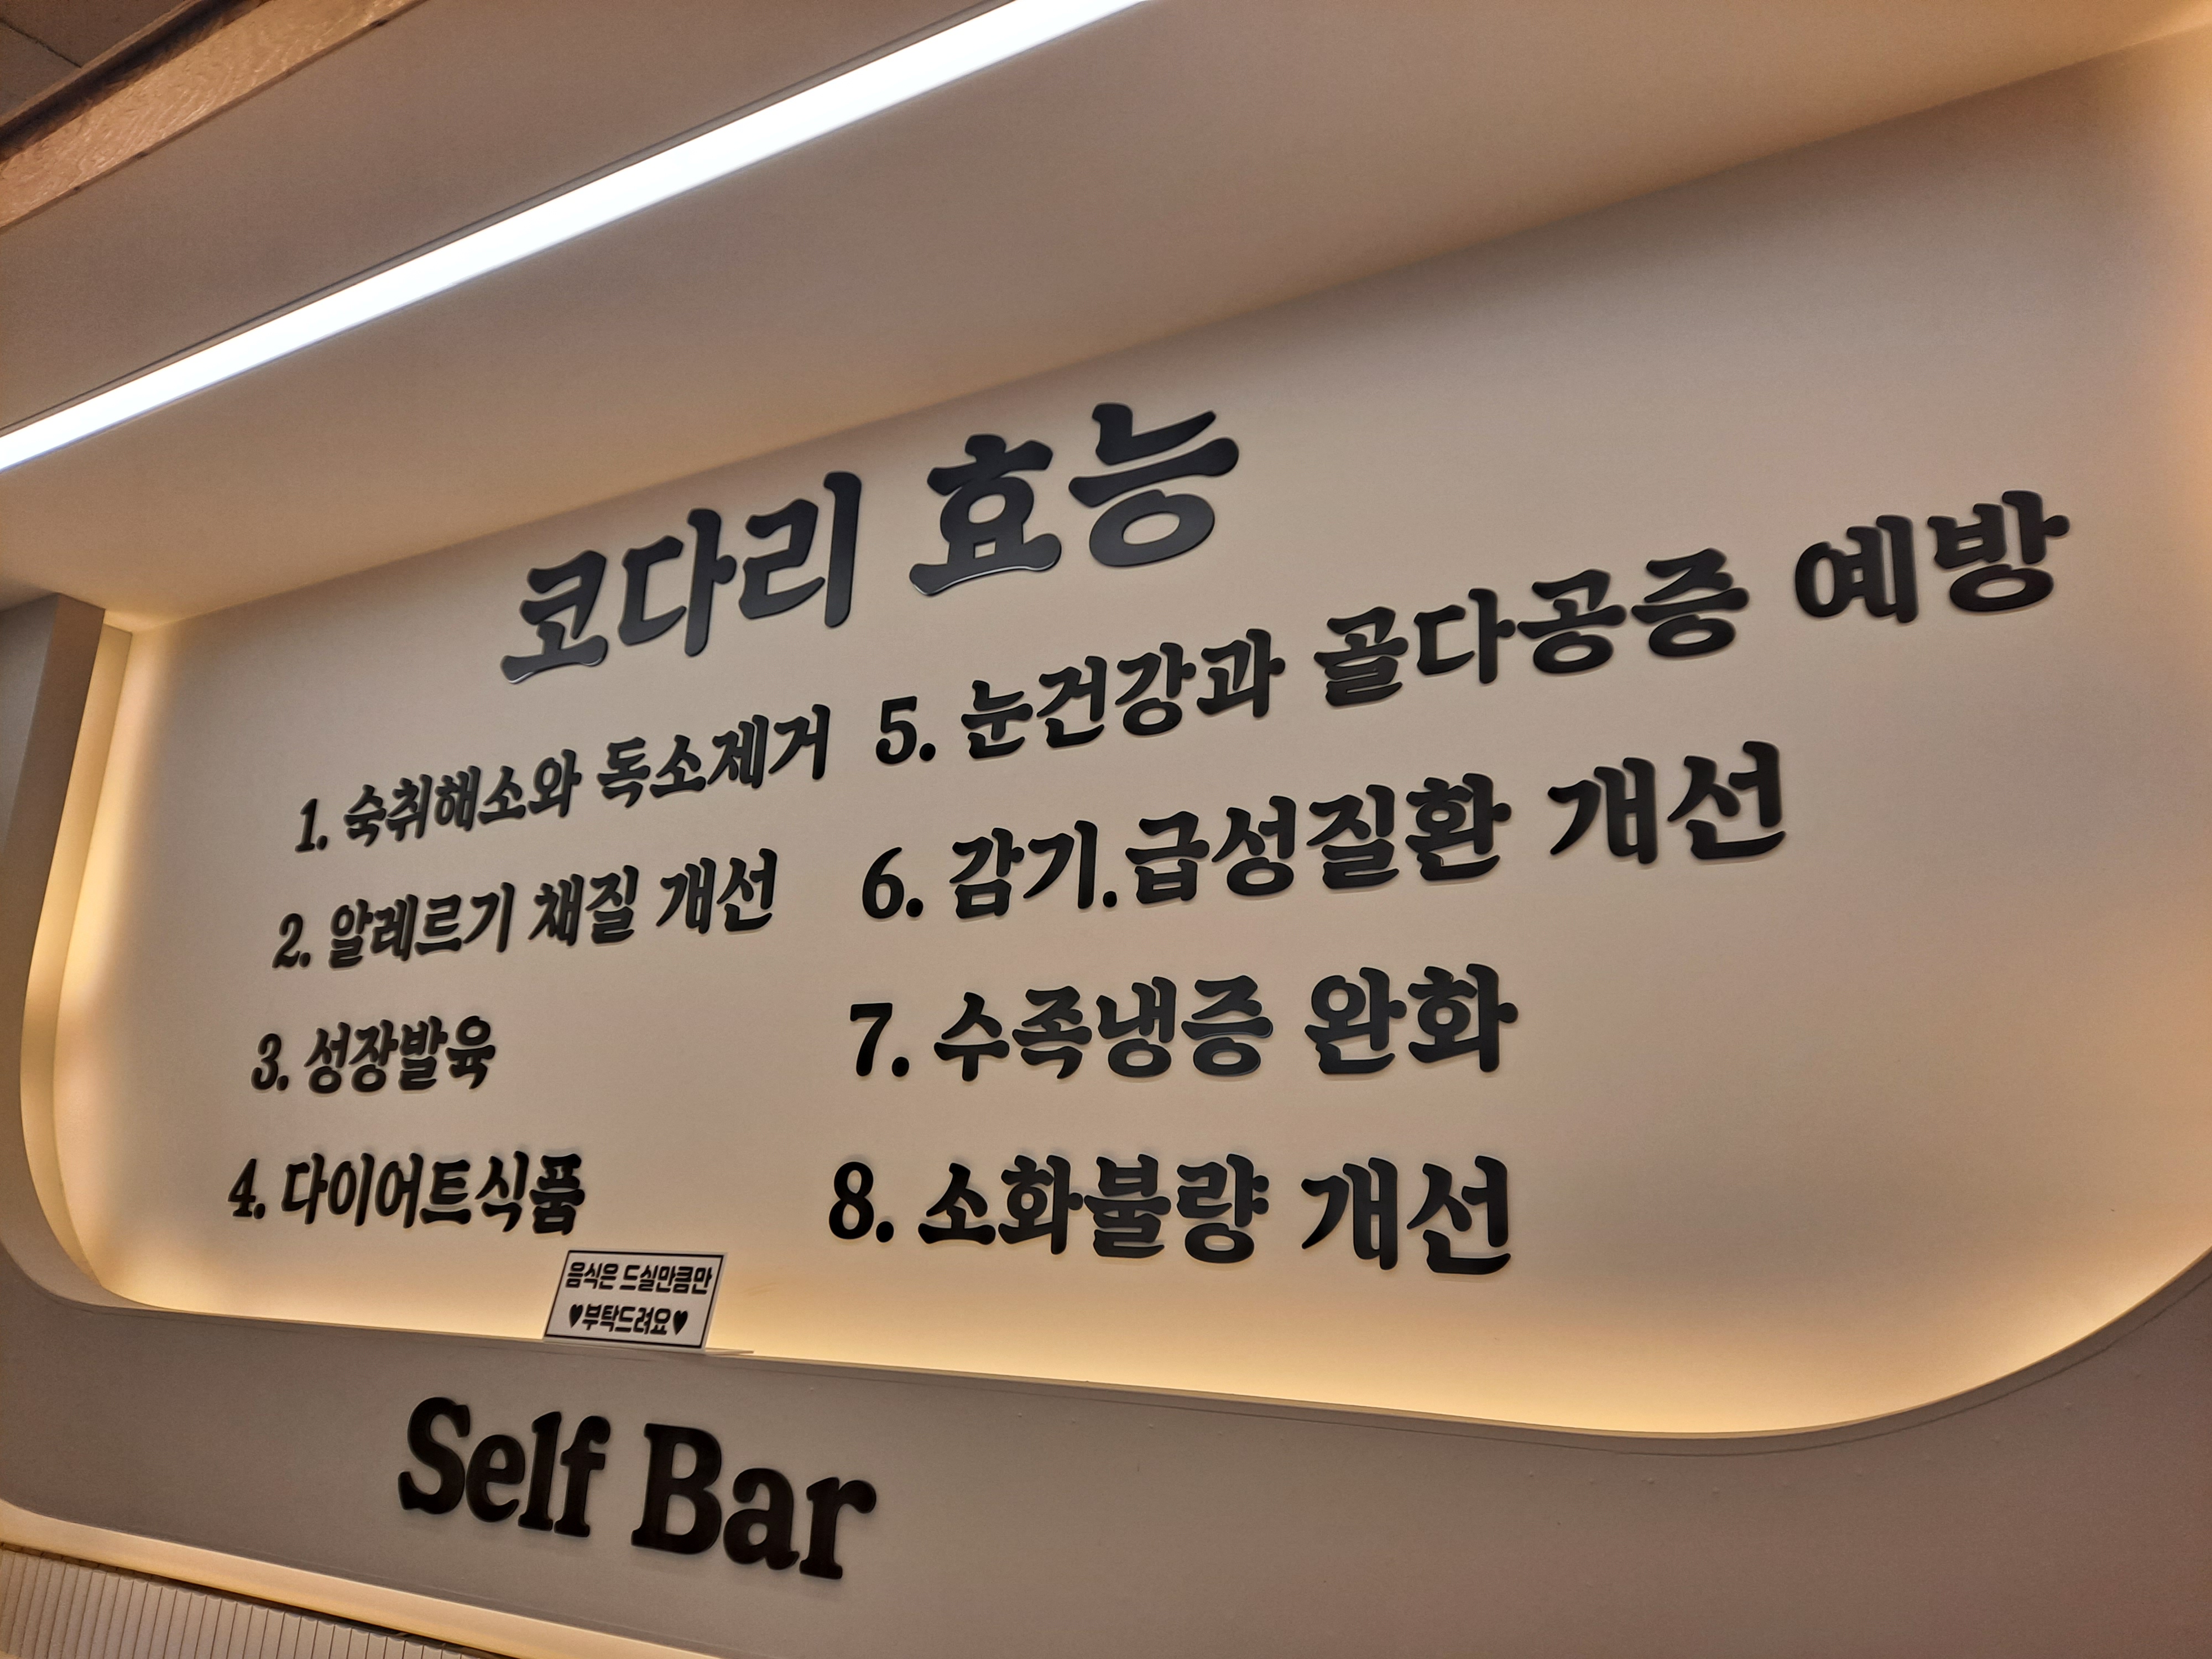 코다리 효능
1. 숙취해소와 독소제거
2. 알레르기 채질 개선
3. 성장발육
4. 다이어트식품
5. 눈건강과 골다공증 예방
6. 감기.급성질환 개선
7. 수족냉증 완화
8. 소화불량 개선
음식은 드실만큼만
♥부탁드려요♥
Self Bar